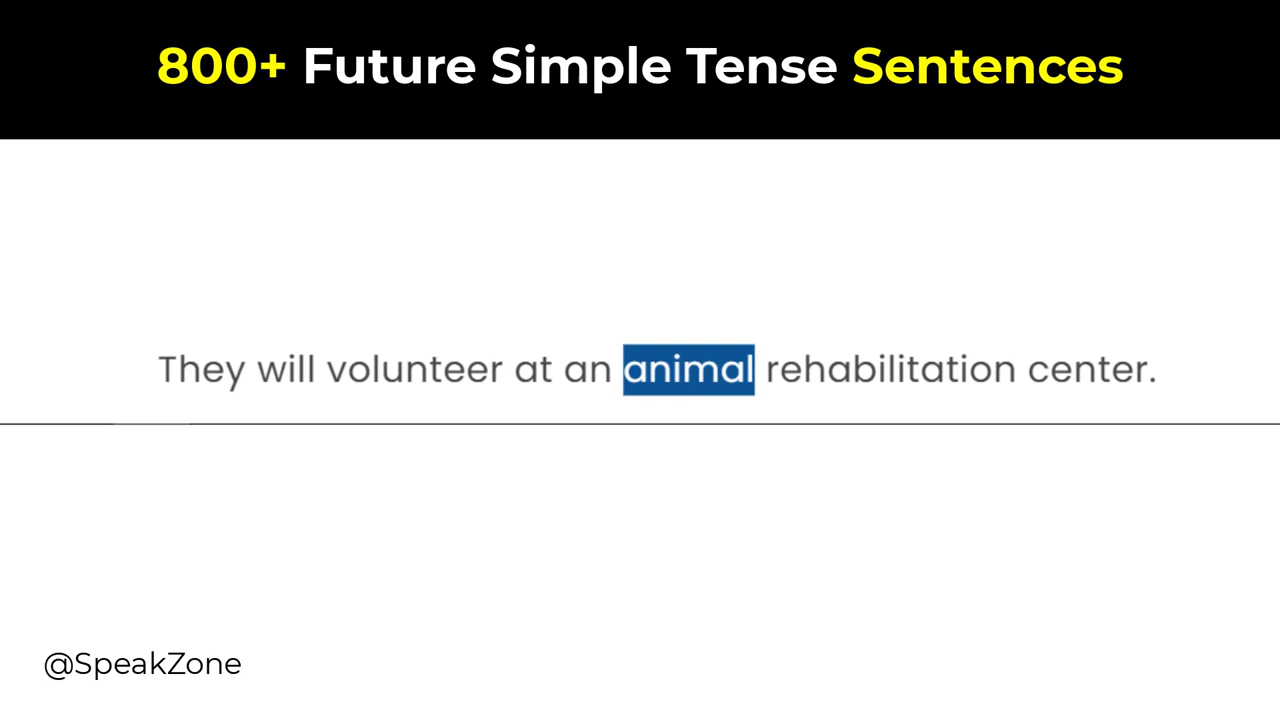 800+ Future Simple Tense Sentences
They will volunteer at an animal rehabilitation center.
@SpeakZone